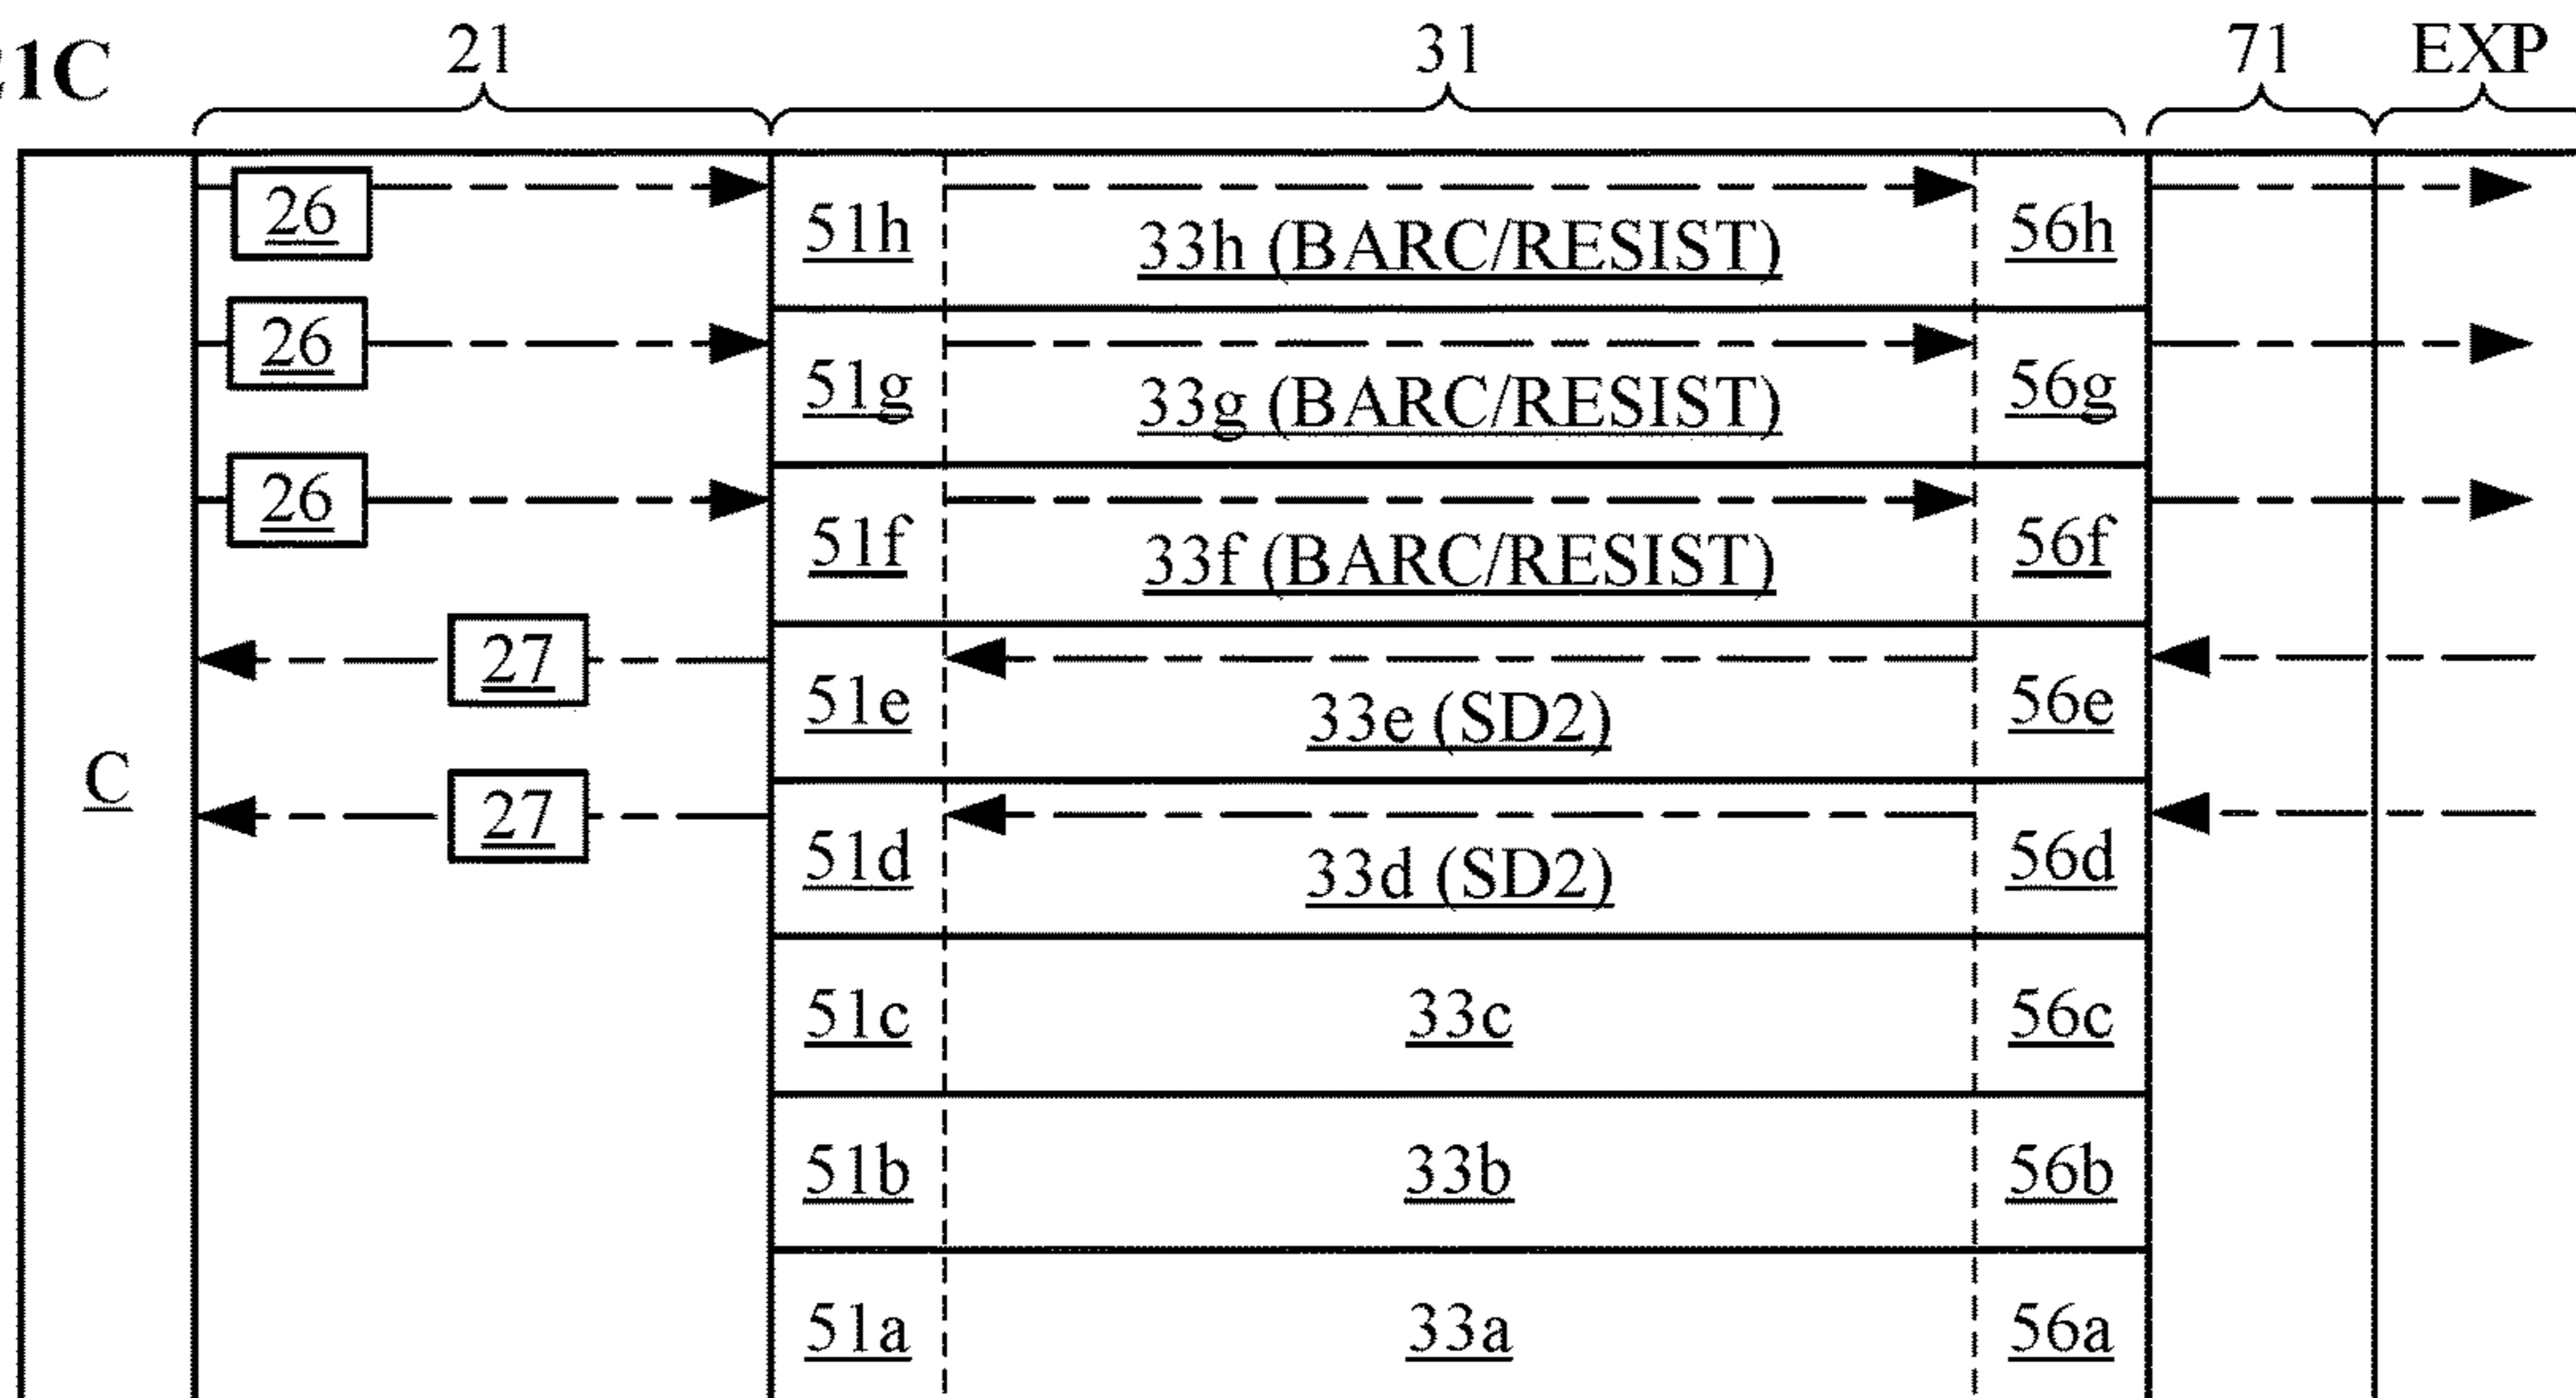 21C
21 31 71 EXP
26 51h 33h (BARC/RESIST) 56h
26 51g 33g (BARC/RESIST) 56g
26 51f 33f (BARC/RESIST) 56f
27 51e 33e (SD2) 56e
C
27 51d 33d (SD2) 56d
51c 33c 56c
51b 33b 56b
51a 33a 56a